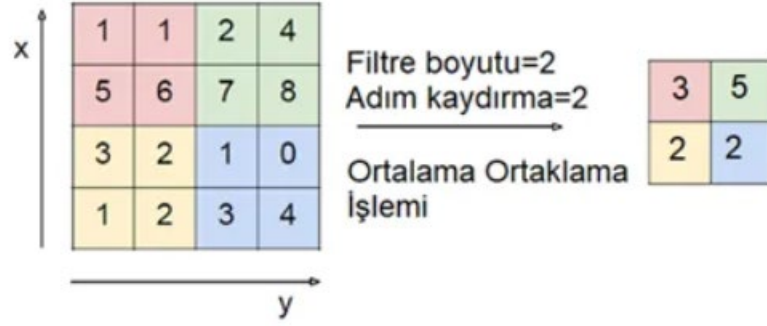 x
1 1 2 4
5 6 7 8
3 2 1 0
1 2 3 4
y
Filtre boyutu=2
Adım kaydırma=2
Ortalama Ortaklama
İşlemi
3 5
2 2